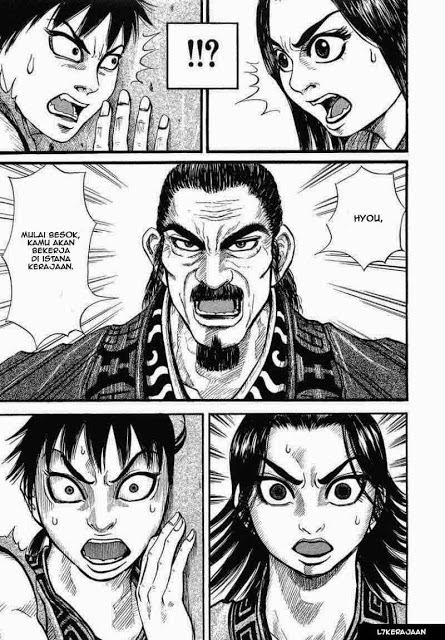 !!?
HYOU,
MULAI BESOK,
KAMU AKAN
BEKERJA
DI ISTANA
KERAJAAN.
L7KERAJAAN